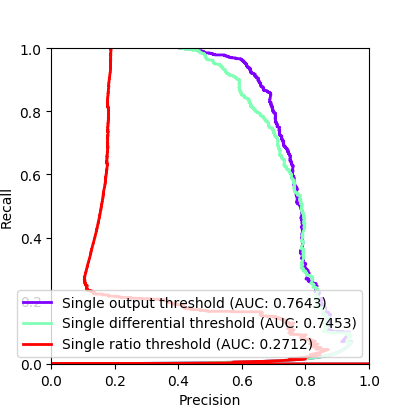 1.0
0.8
0.6
0.4
0.2
0.0
Recall
Single output threshold (AUC: 0.7643)
Single differential threshold (AUC: 0.7453)
Single ratio threshold (AUC: 0.2712)
0.0 0.2 0.4 0.6 0.8 1.0
Precision